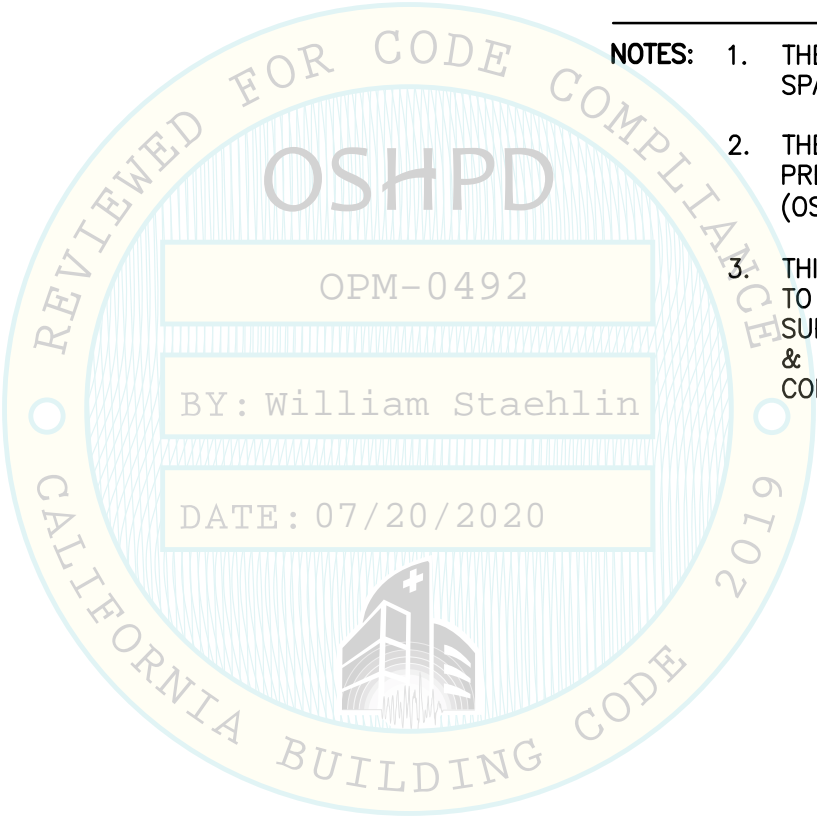 REVIEWED FOR CODE COMPLIANCE
OSHPD
OPM-0492
BY: William Staehlin
DATE: 07/20/2020
CALIFORNIA BUILDING CODE 2019
NOTES: 1.
2.
3.
TO
&